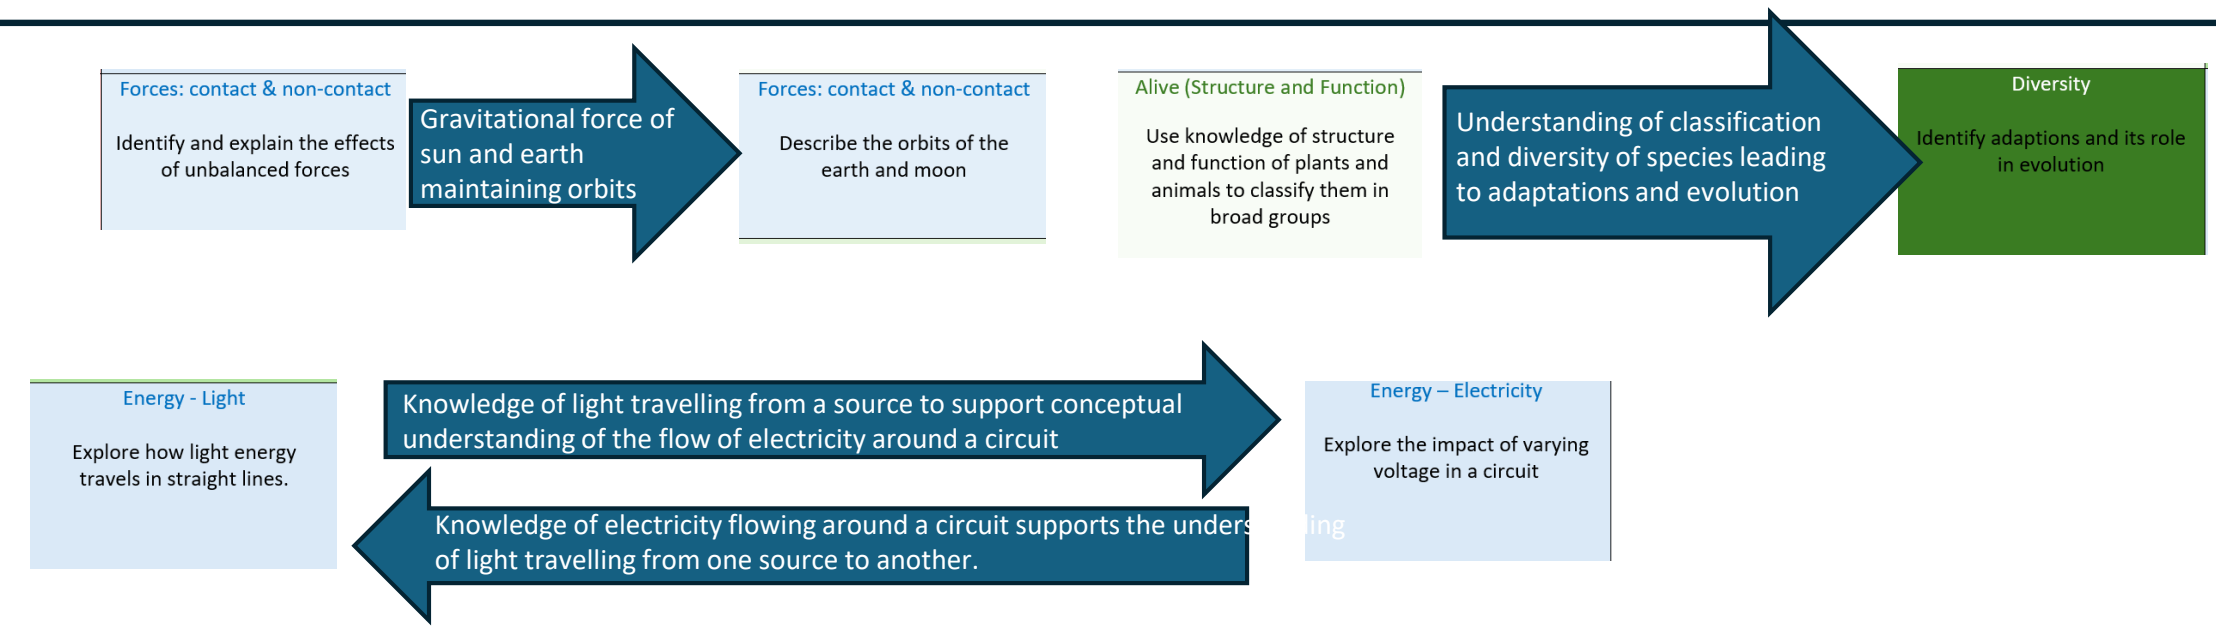 Forces: contact & non-contact
Identify and explain the effects
of unbalanced forces
Gravitational force of
sun and earth
maintaining orbits
Forces: contact & non-contact
Describe the orbits of the
earth and moon
Alive (Structure and Function)
Use knowledge of structure
and function of plants and
animals to classify them in
broad groups
Understanding of classification
and diversity of species leading
to adaptations and evolution
Diversity
Identify adaptions and its role
in evolution
Energy - Light
Explore how light energy
travels in straight lines.
Knowledge of light travelling from a source to support conceptual
understanding of the flow of electricity around a circuit
Knowledge of electricity flowing around a circuit supports the understanding
of light travelling from one source to another.
Energy – Electricity
Explore the impact of varying
voltage in a circuit